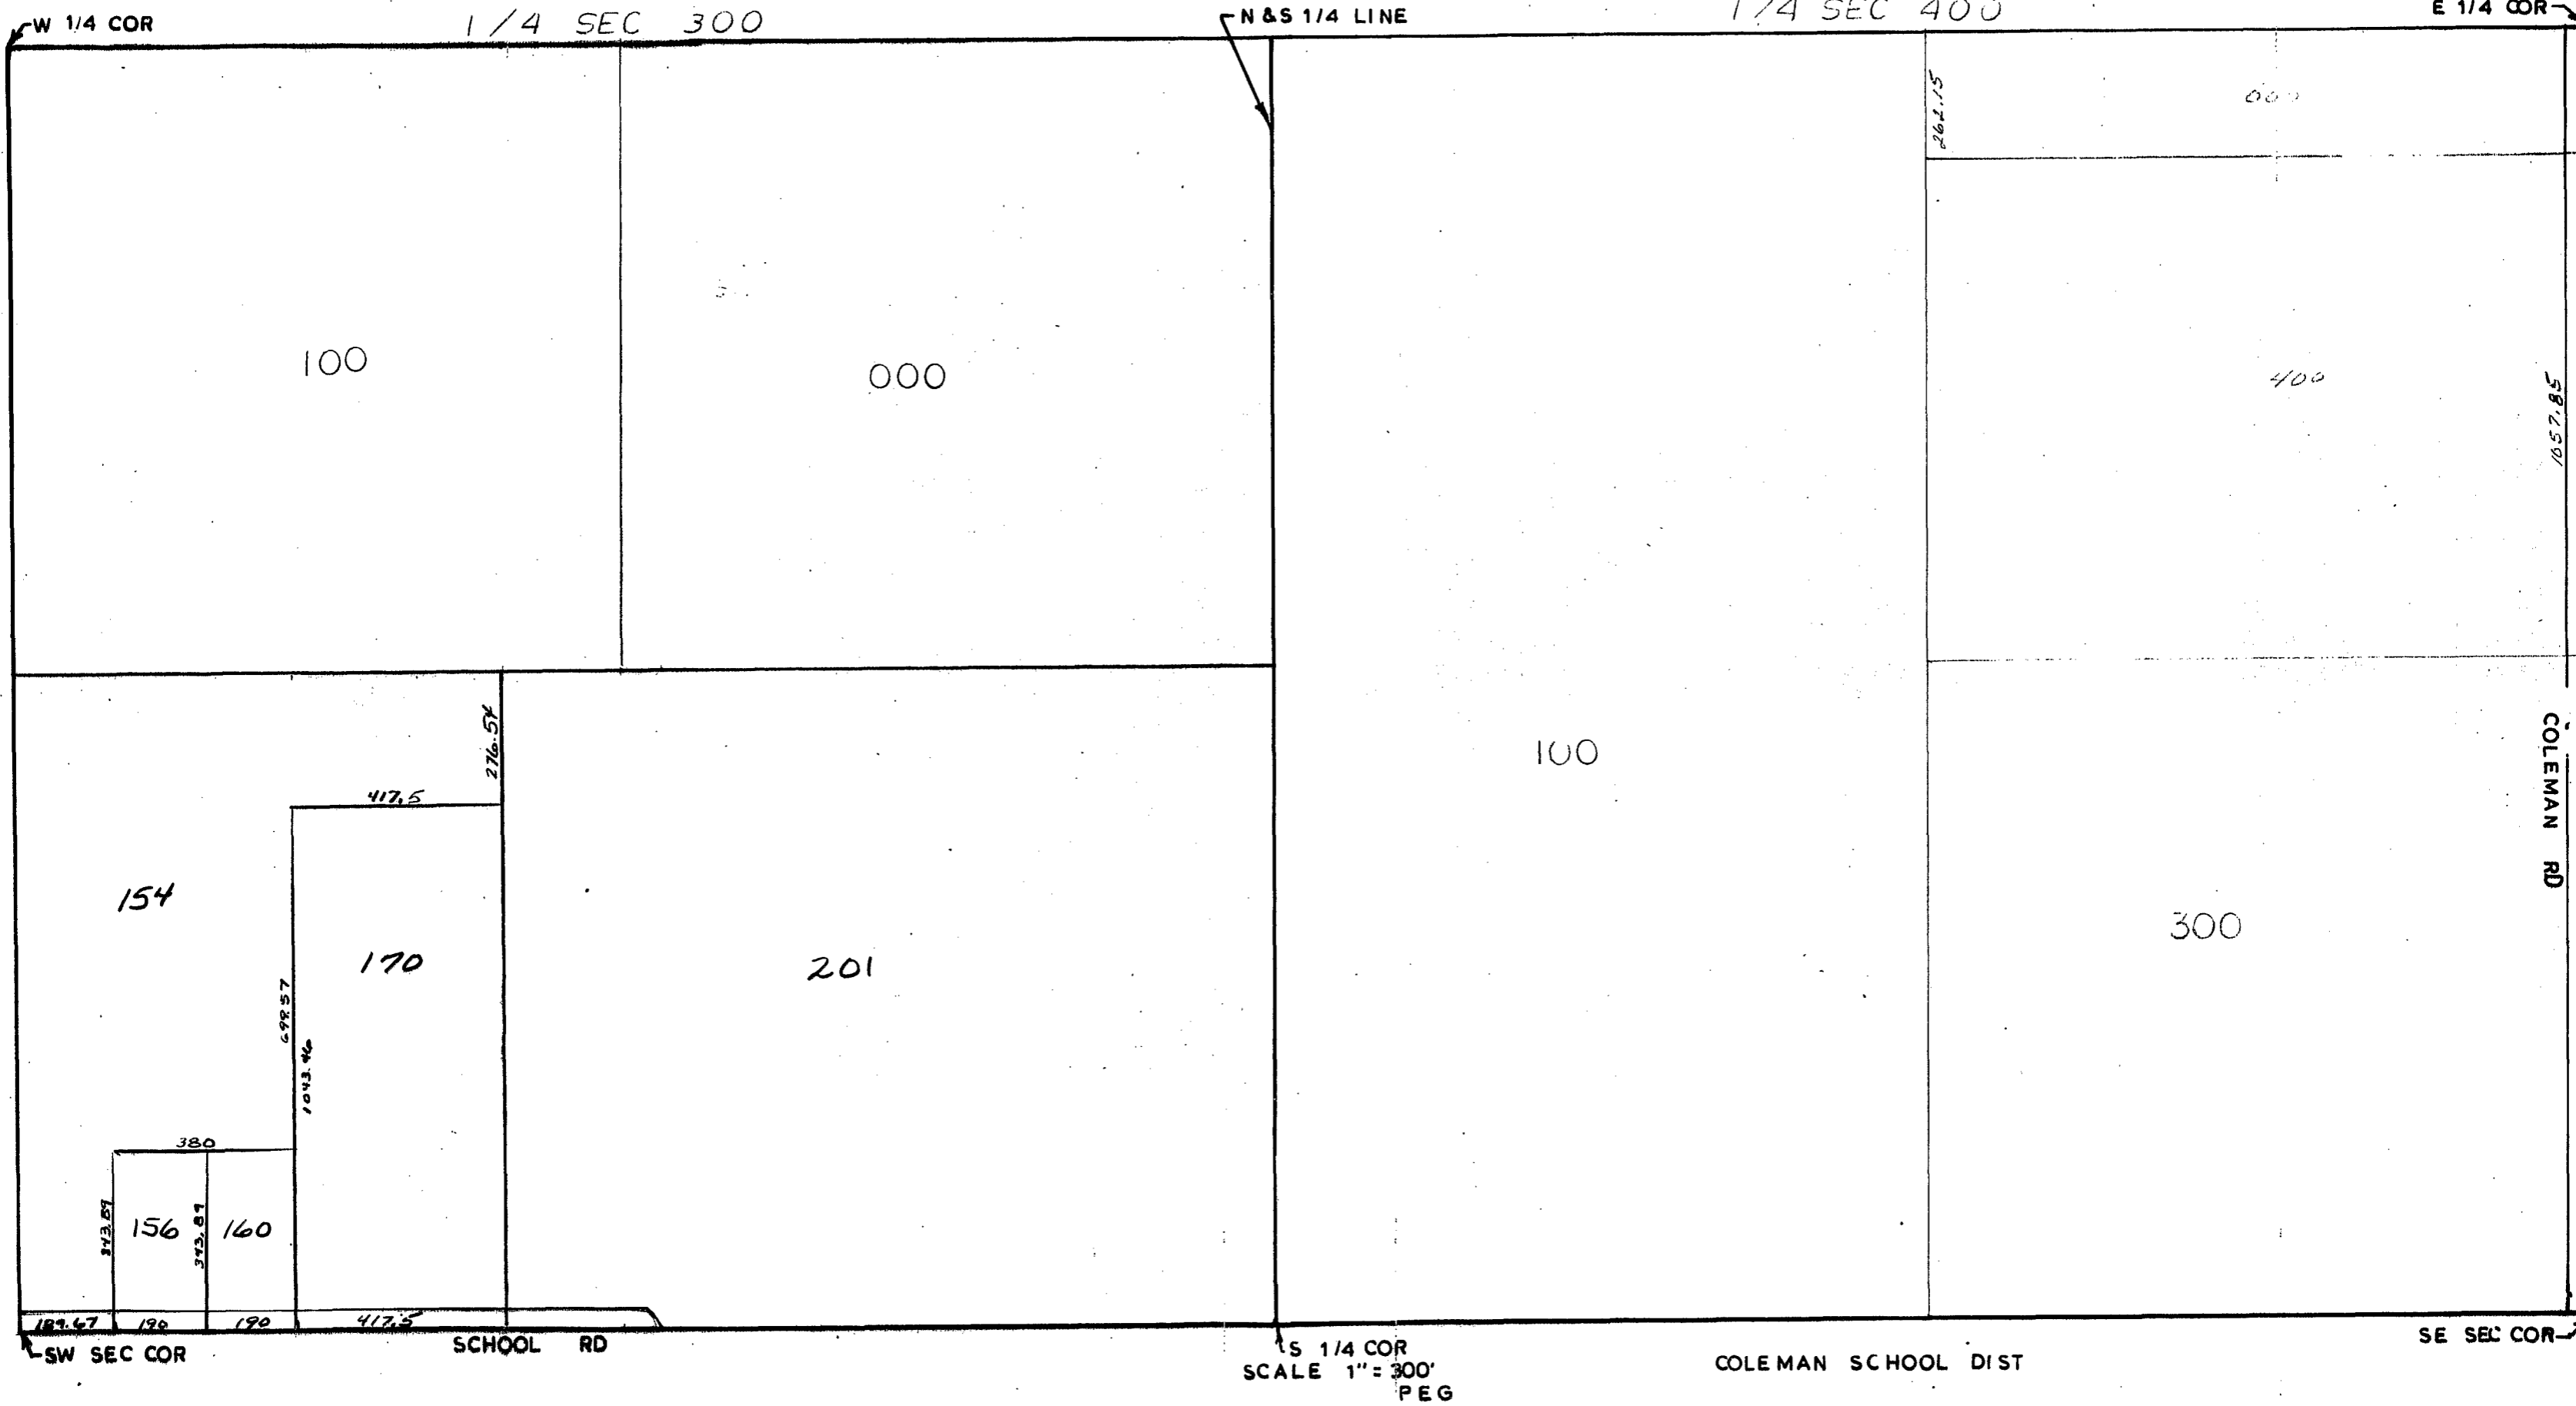 W 1/4 COR
1/4 SEC 300
N & S 1/4 LINE
1/4 SEC 400
E 1/4 COR
262.15
000
100
000
400
1057.85
276.54
417.5
100
COLEMAN RD
154
170
201
300
699.57
1043.46
380
343.89
156
343.89
160
189.67
190
190
417.5
SW SEC COR
SCHOOL RD
S 1/4 COR
SCALE 1"=300'
PEG
COLEMAN SCHOOL DIST
SE SEC COR